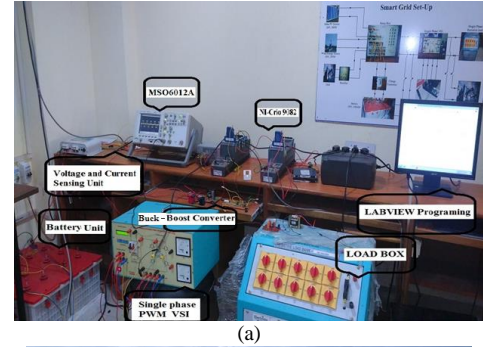 Smart Grid Set-Up
MSO6012A
NI-Crio 9082
Voltage and Current
Sensing Unit
Buck - Boost Converter
LABVIEW Programing
Battery Unit
LOAD BOX
Single phase
PWM VSI
(a)